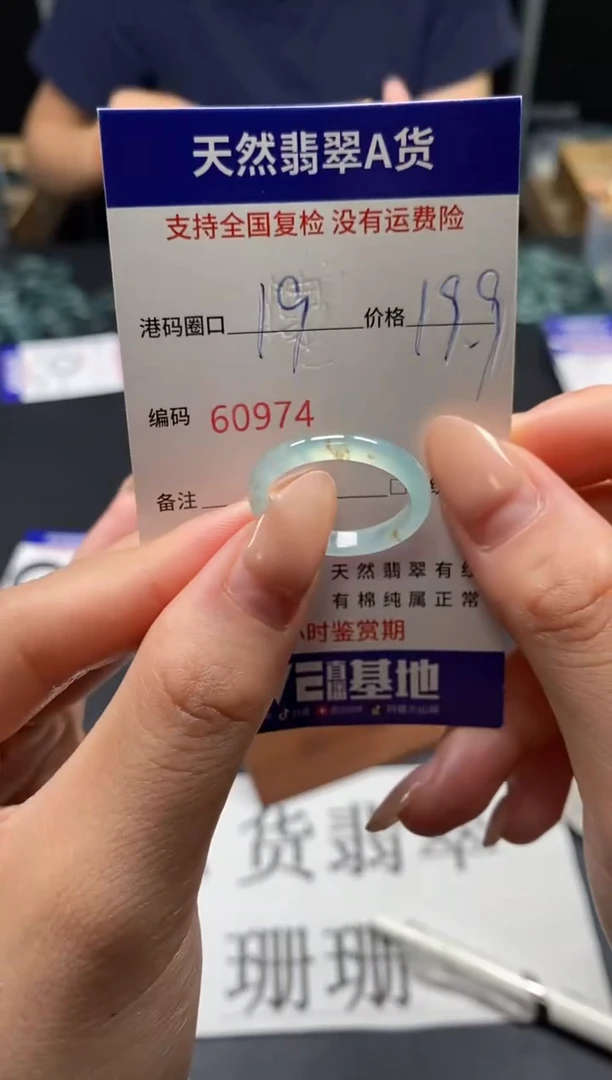 天然翡翠A货
支持全国复检 没有运费险
港码圈口 19 价格 19.9
编码 60974
备注
天然翡翠有
有棉纯属正常
时鉴赏期
基地
货翡翠
珊珊